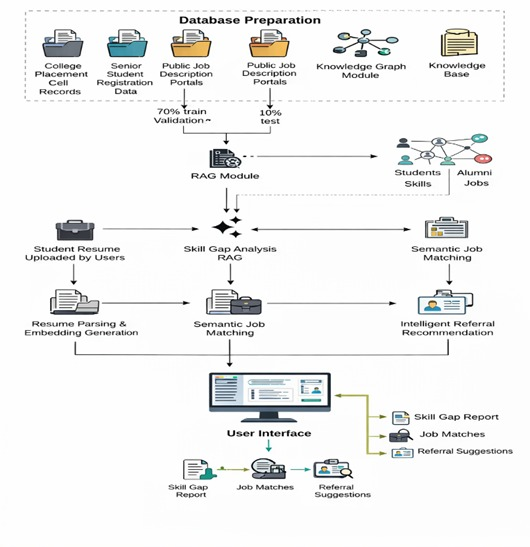 Database Preparation
College
Placement
Cell
Records
Senior
Student
Registration
Data
Public Job
Description
Portals
Public Job
Description
Portals
Knowledge Graph
Module
Knowledge
Base
70% train
Validation~
10%
test
RAG Module
Students
Skills
Alumni
Jobs
Student Resume
Uploaded by Users
Skill Gap Analysis
RAG
Semantic Job
Matching
Resume Parsing &
Embedding Generation
Semantic Job
Matching
Intelligent Referral
Recommendation
User Interface
Skill Gap Report
Job Matches
Referral Suggestions
Skill Gap
Report
Job Matches
Referral
Suggestions